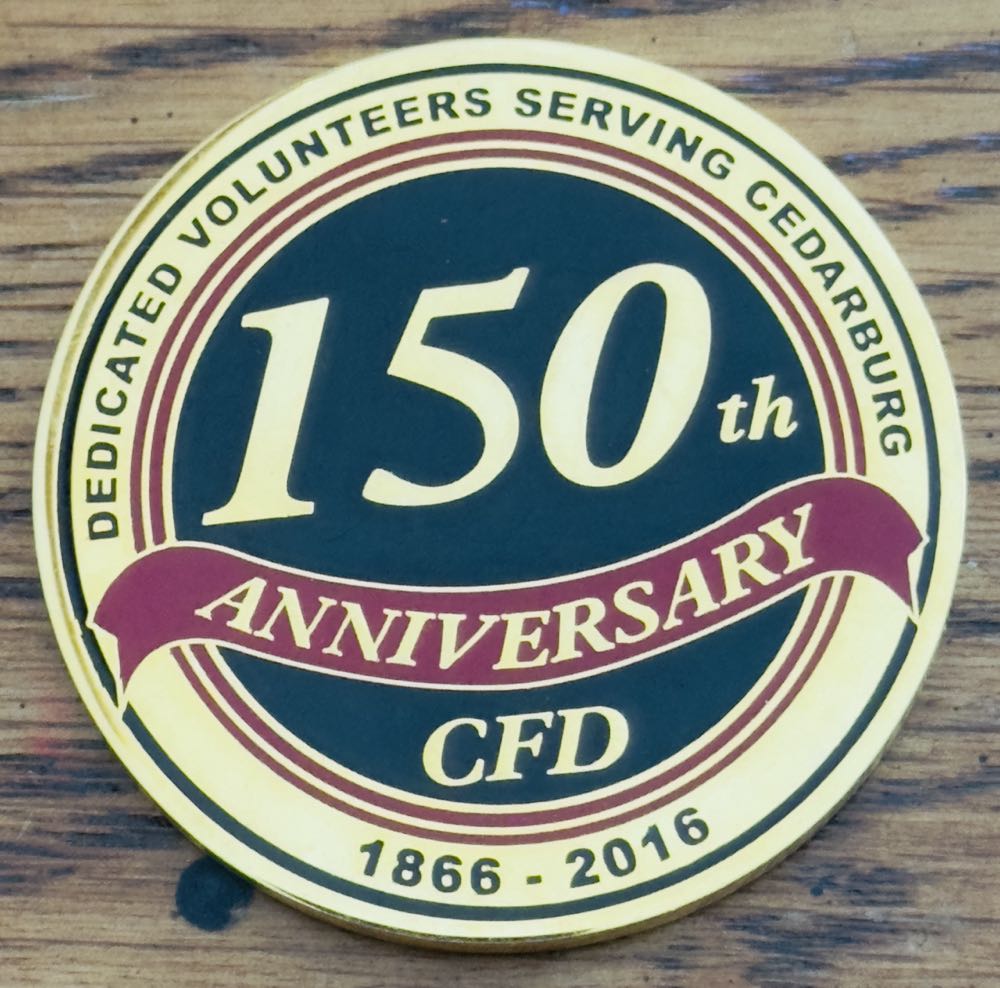 DEDICATED VOLUNTEERS SERVING CEDARBURG
150th
ANNIVERSARY
CFD
1866 - 2016